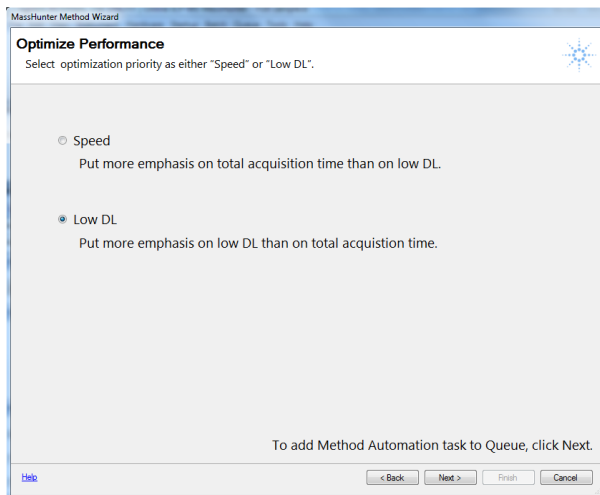 MassHunter Method Wizard
Optimize Performance
Select optimization priority as either "Speed" or "Low DL".
Speed
Put more emphasis on total acquisition time than on low DL.
Low DL
Put more emphasis on low DL than on total acquistion time.
To add Method Automation task to Queue, click Next.
Help
< Back
Next >
Finish
Cancel